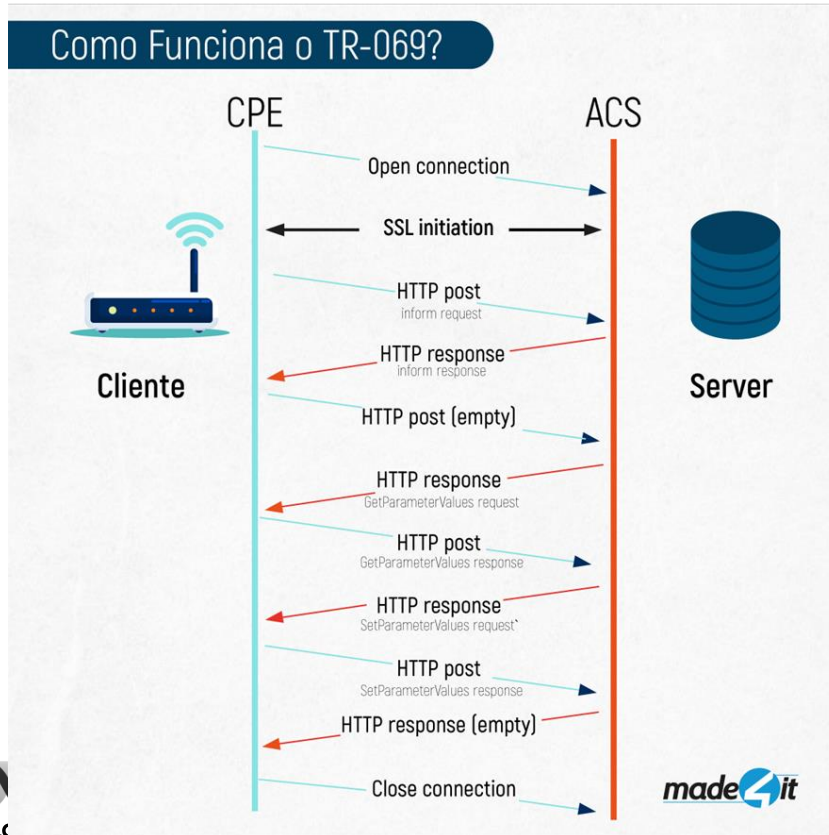 Como Funciona o TR-069?
CPE
ACS
Open connection
SSL initiation
HTTP post
inform request
HTTP response
inform response
Cliente
Server
HTTP post (empty)
HTTP response
GetParameterValues request
HTTP post
GetParameterValues response
HTTP response
SetParameterValues request`
HTTP post
SetParameterValues response
HTTP response (empty)
Close connection
made4it